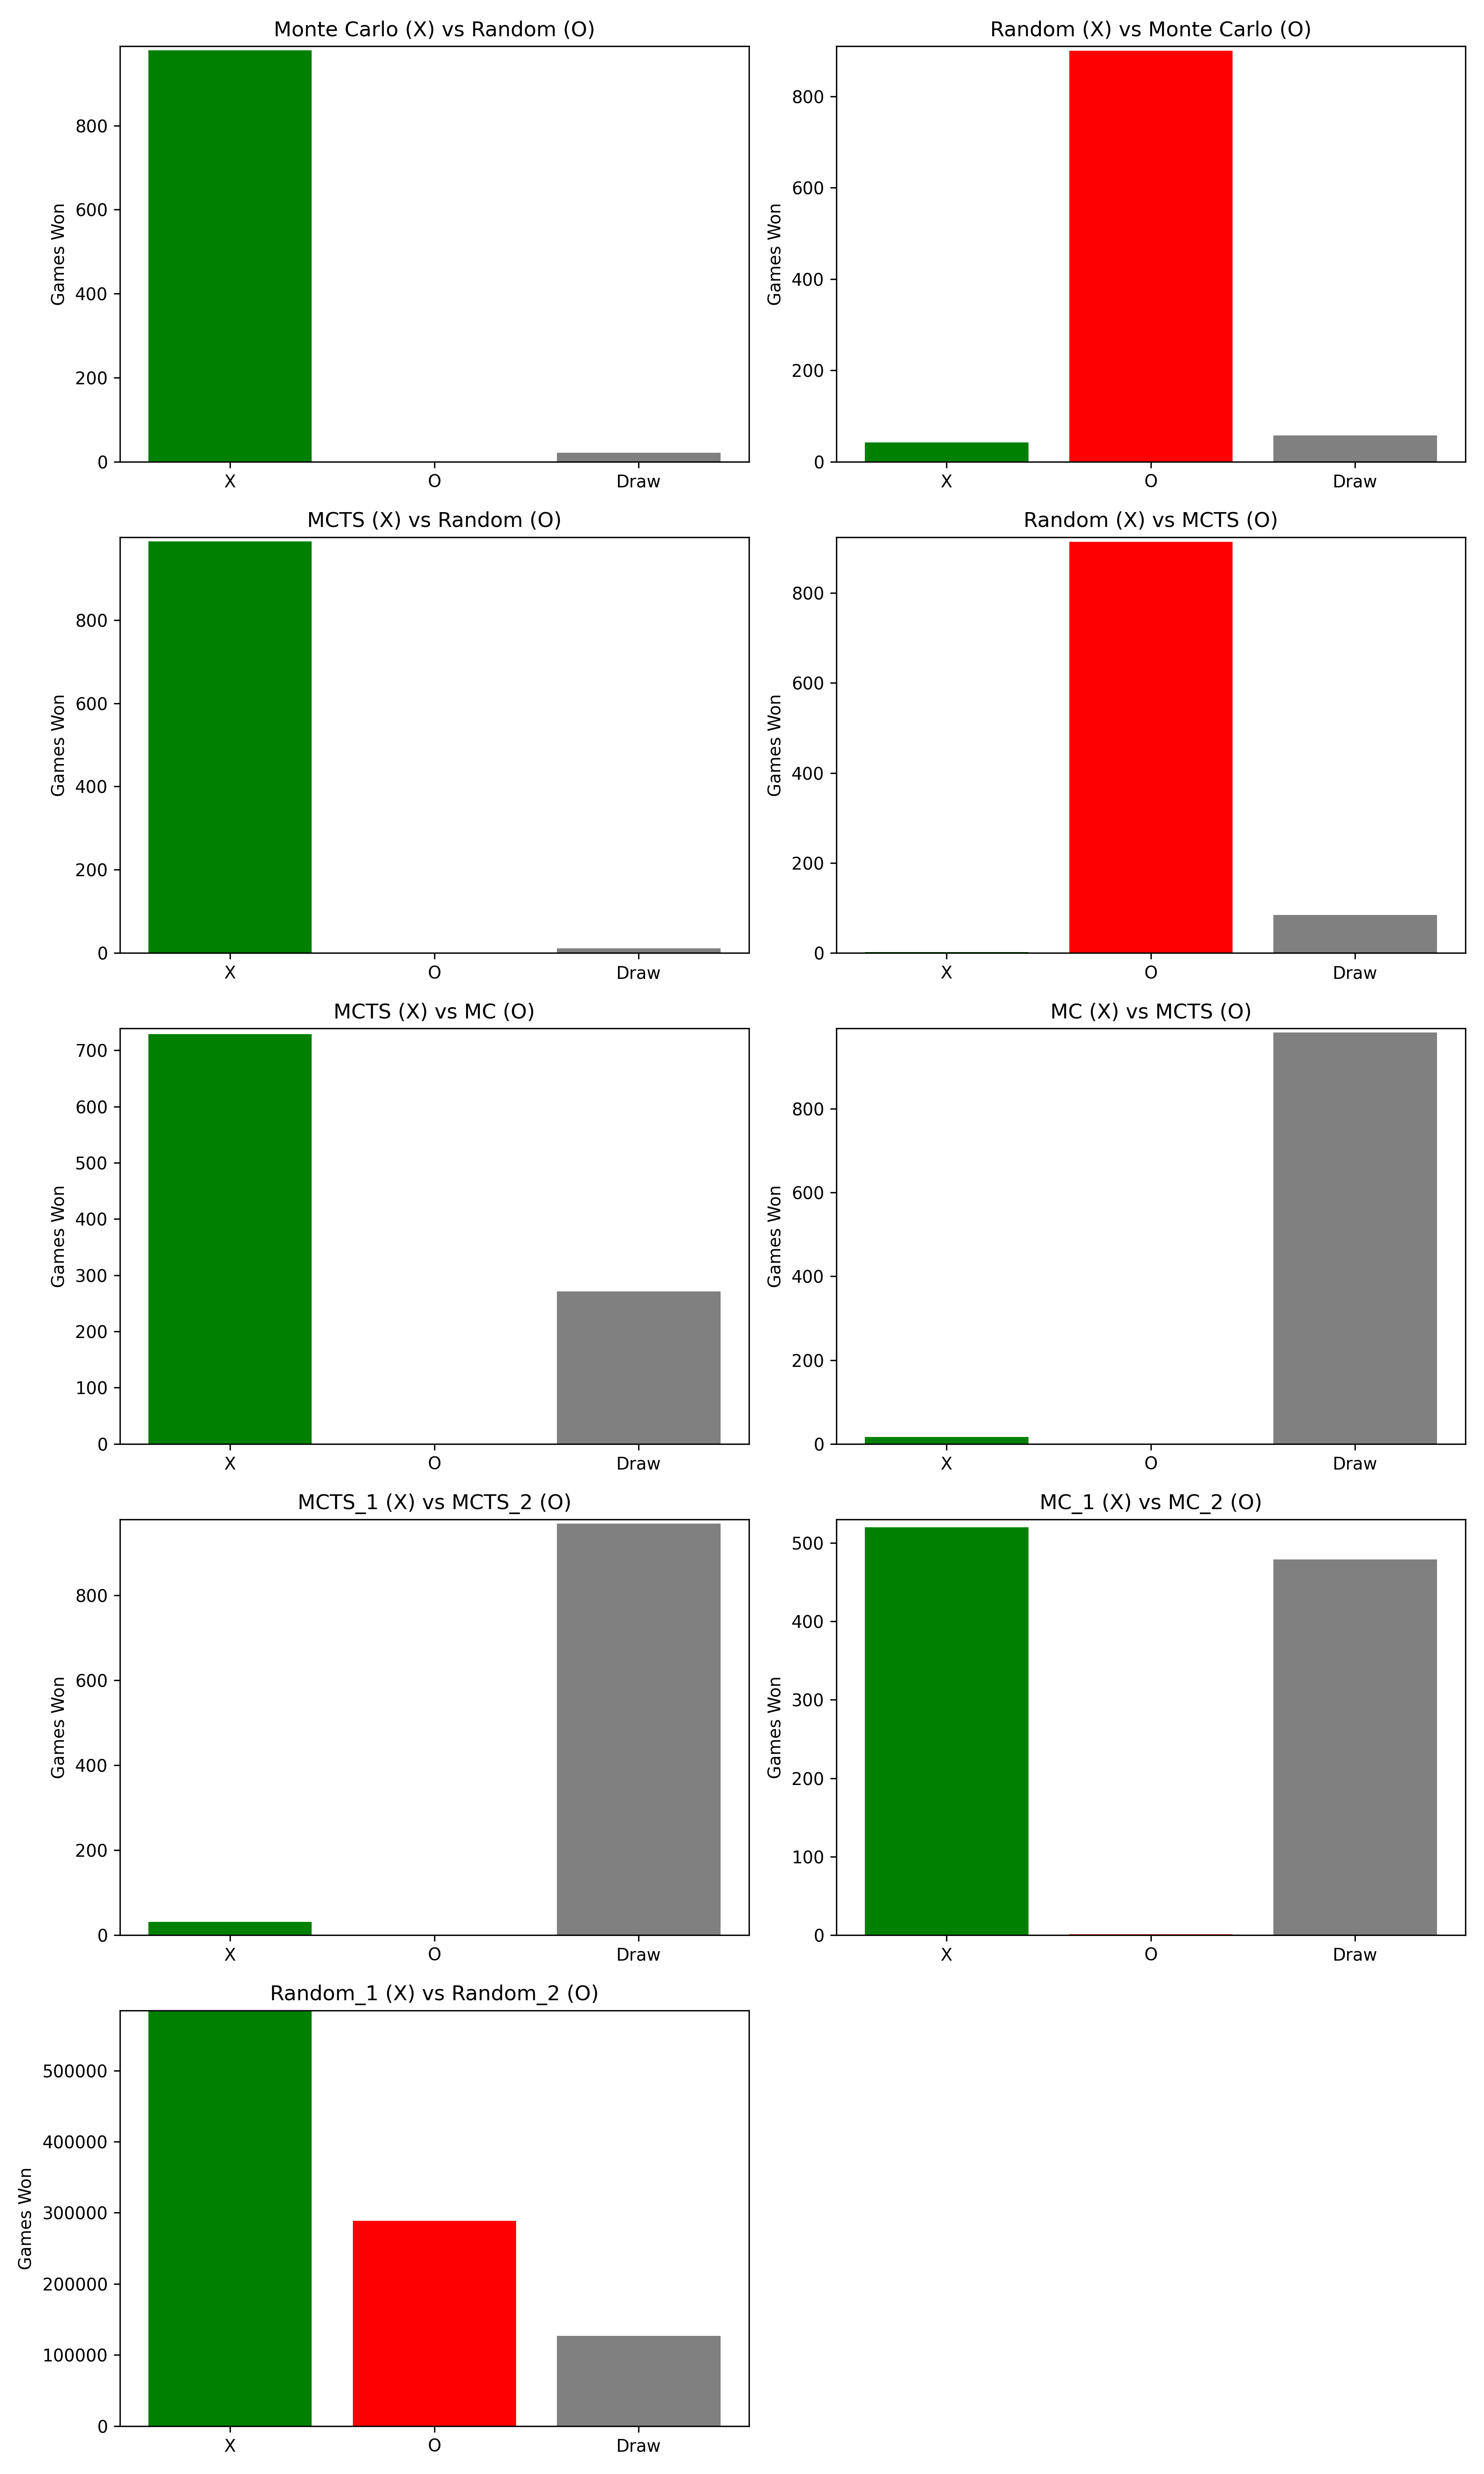 Monte Carlo (X) vs Random (O)
Games Won
800
600
400
200
0
X O Draw
Random (X) vs Monte Carlo (O)
Games Won
800
600
400
200
0
X O Draw
MCTS (X) vs Random (O)
Games Won
800
600
400
200
0
X O Draw
Random (X) vs MCTS (O)
Games Won
800
600
400
200
0
X O Draw
MCTS (X) vs MC (O)
Games Won
700
600
500
400
300
200
100
0
X O Draw
MC (X) vs MCTS (O)
Games Won
800
600
400
200
0
X O Draw
MCTS_1 (X) vs MCTS_2 (O)
Games Won
800
600
400
200
0
X O Draw
MC_1 (X) vs MC_2 (O)
Games Won
500
400
300
200
100
0
X O Draw
Random_1 (X) vs Random_2 (O)
Games Won
500000
400000
300000
200000
100000
0
X O Draw